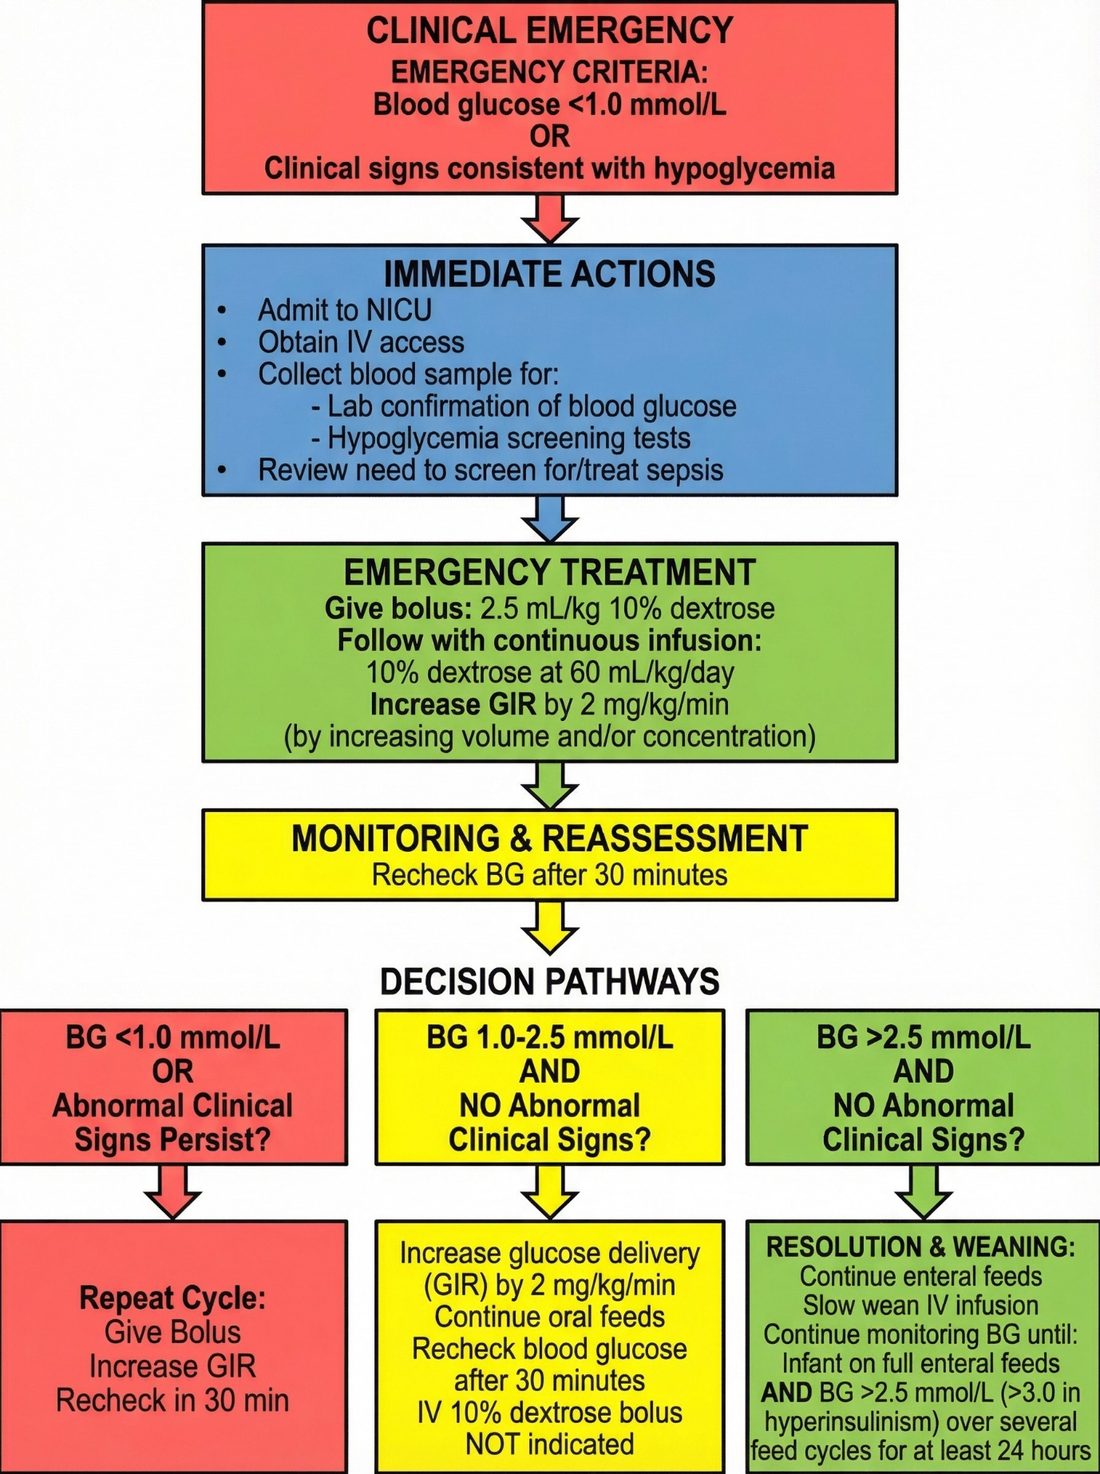 CLINICAL EMERGENCY
EMERGENCY CRITERIA:
Blood glucose <1.0 mmol/L
OR
Clinical signs consistent with hypoglycemia
IMMEDIATE ACTIONS
• Admit to NICU
• Obtain IV access
• Collect blood sample for:
- Lab confirmation of blood glucose
- Hypoglycemia screening tests
• Review need to screen for/treat sepsis
EMERGENCY TREATMENT
Give bolus: 2.5 mL/kg 10% dextrose
Follow with continuous infusion:
10% dextrose at 60 mL/kg/day
Increase GIR by 2 mg/kg/min
(by increasing volume and/or concentration)
MONITORING & REASSESSMENT
Recheck BG after 30 minutes
DECISION PATHWAYS
BG <1.0 mmol/L
OR
Abnormal Clinical
Signs Persist?
Repeat Cycle:
Give Bolus
Increase GIR
Recheck in 30 min
BG 1.0-2.5 mmol/L
AND
NO Abnormal
Clinical Signs?
Increase glucose delivery
(GIR) by 2 mg/kg/min
Continue oral feeds
Recheck blood glucose
after 30 minutes
IV 10% dextrose bolus
NOT indicated
BG >2.5 mmol/L
AND
NO Abnormal
Clinical Signs?
RESOLUTION & WEANING:
Continue enteral feeds
Slow wean IV infusion
Continue monitoring BG until:
Infant on full enteral feeds
AND BG >2.5 mmol/L (>3.0 in
hyperinsulinism) over several
feed cycles for at least 24 hours